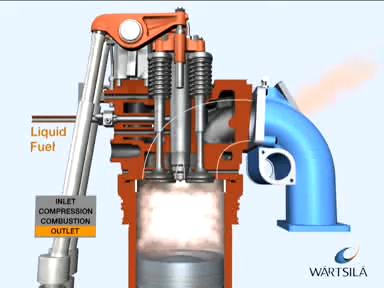 Liquid
Fuel
INLET
COMPRESSION
COMBUSTION
OUTLET
WÄRTSILÄ